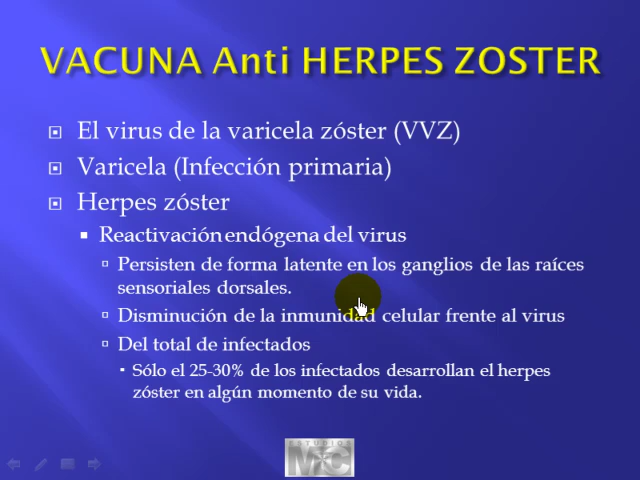 VACUNA Anti HERPES ZOSTER
El virus de la varicela zóster (VVZ)
Varicela (Infección primaria)
Herpes zóster
Reactivación endógena del virus
Persisten de forma latente en los ganglios de las raíces
sensoriales dorsales.
Disminución de la inmunidad celular frente al virus
Del total de infectados
Sólo el 25-30% de los infectados desarrollan el herpes
zóster en algún momento de su vida.
ESTUDIOS
M&C